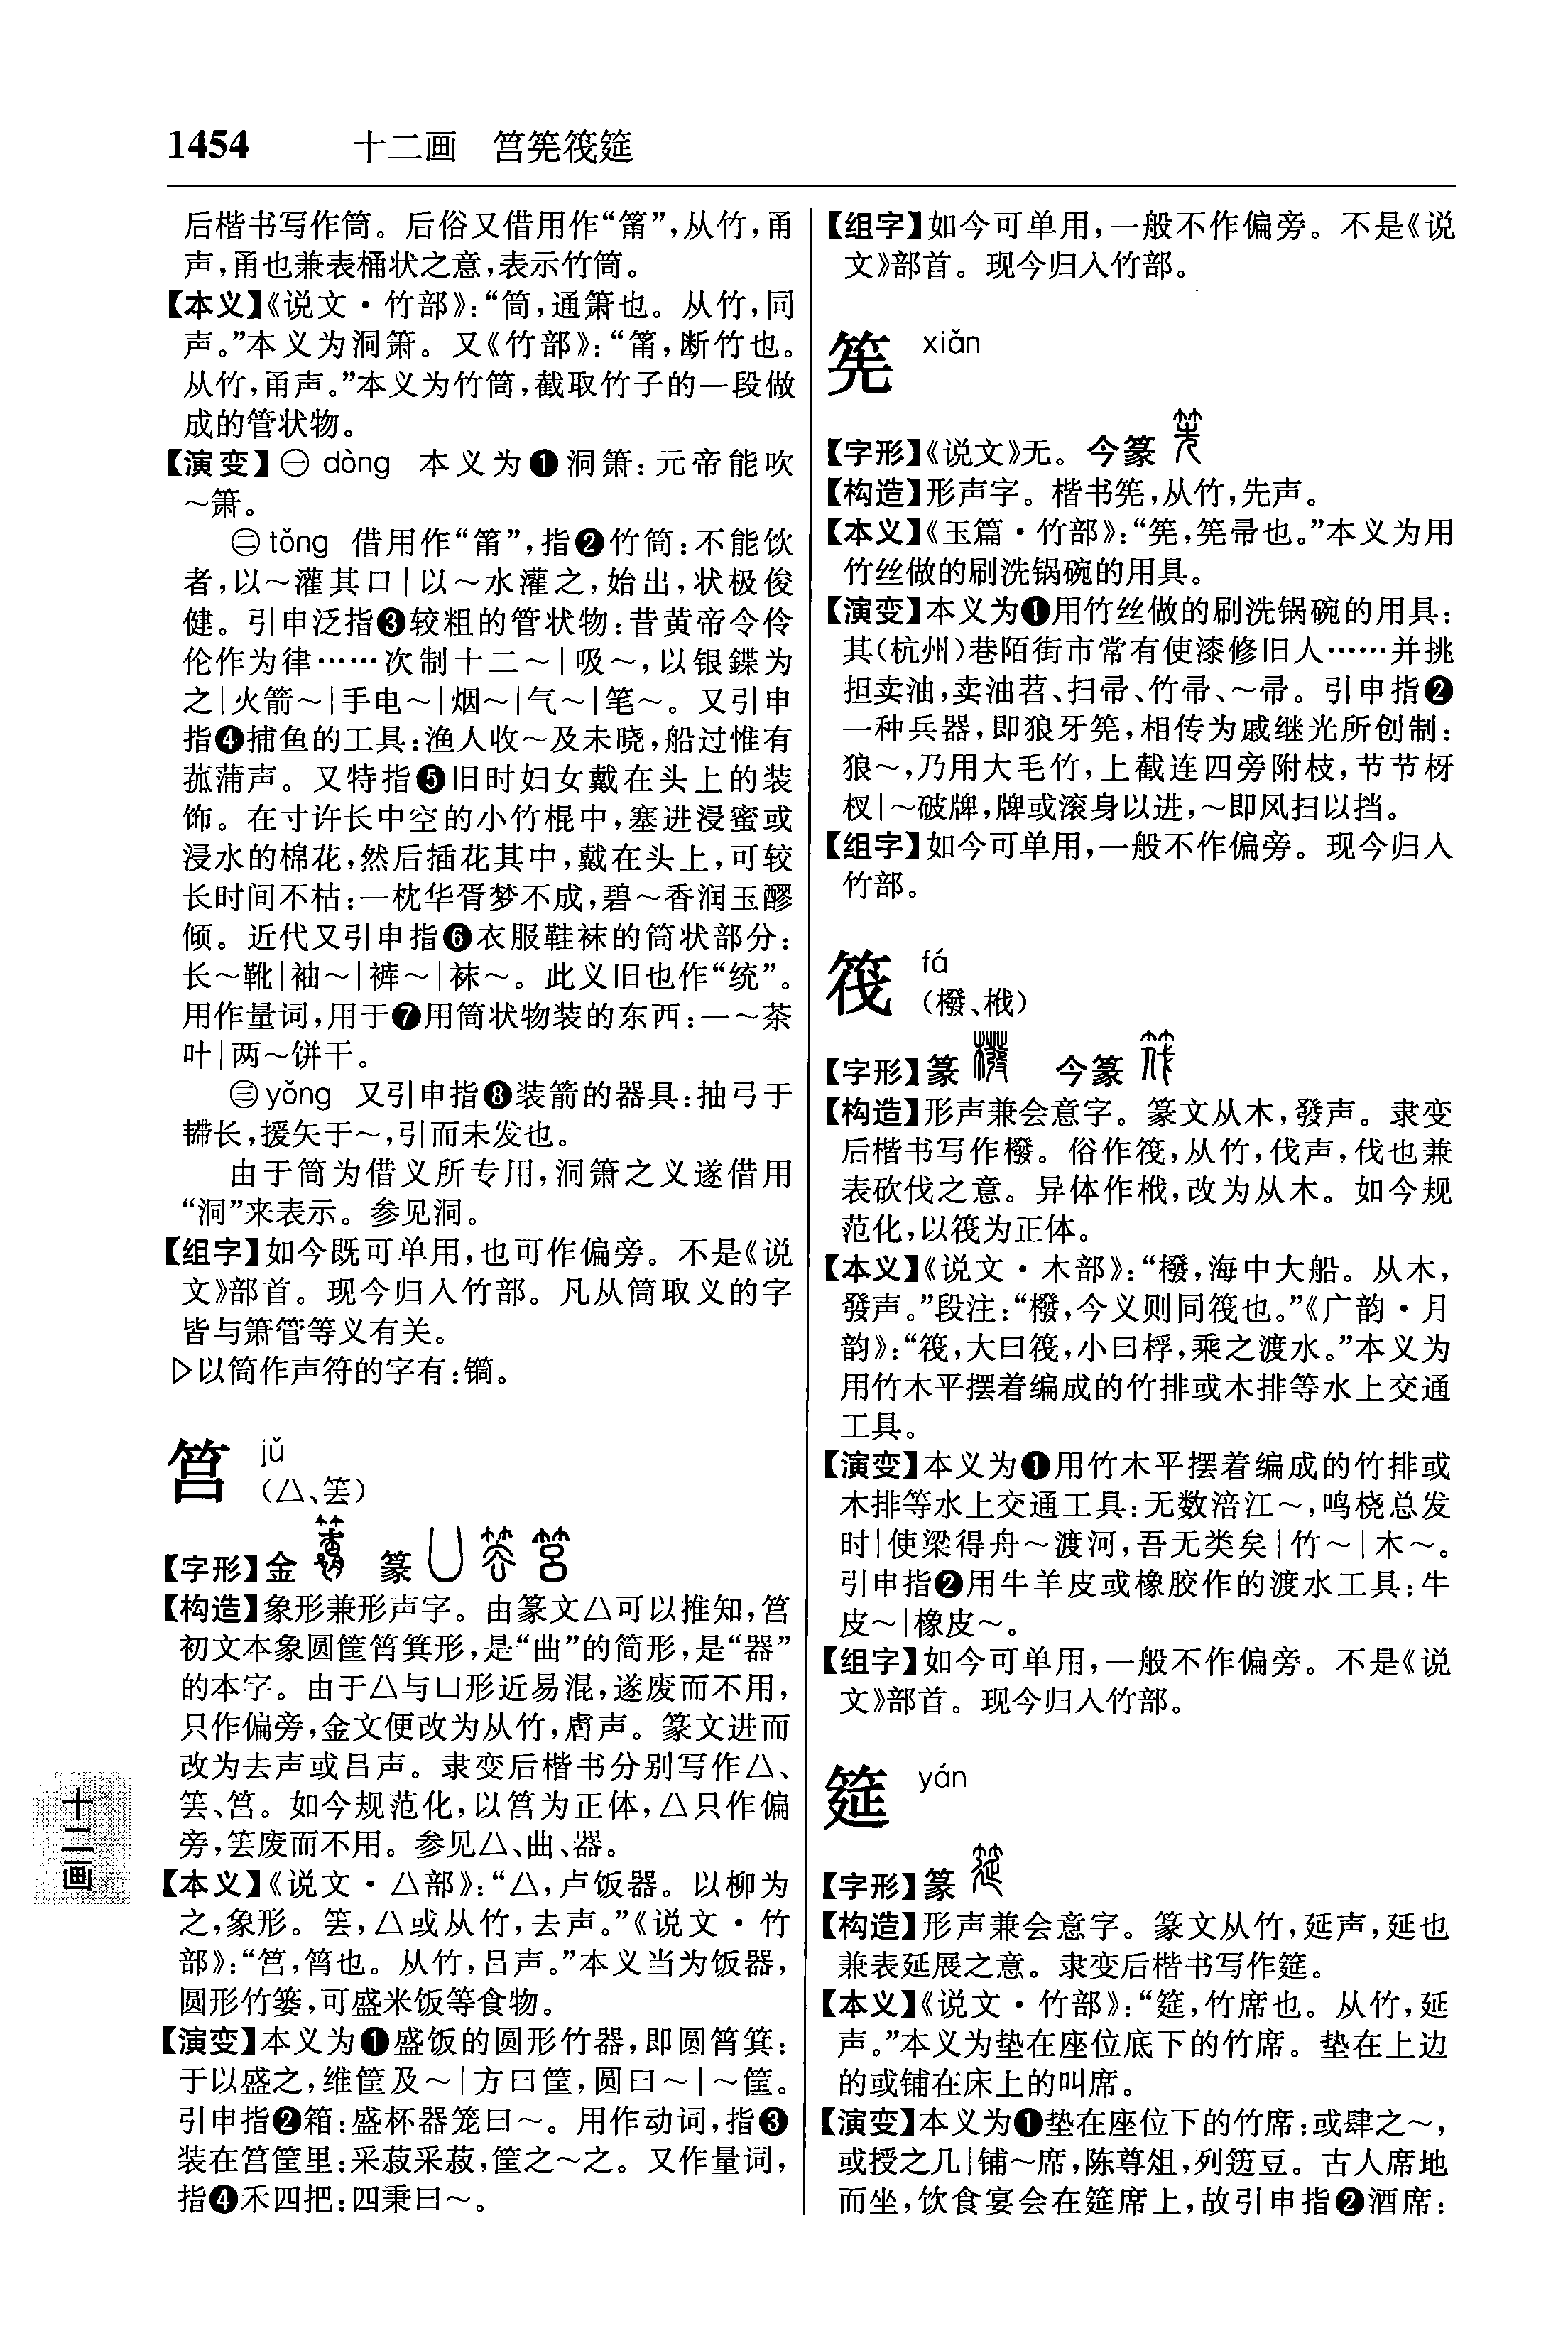 1454 十二画 筥筅筏筵
后楷书写作筒。后俗又借用作“筩”,从竹,甬
声,甬也兼表桶状之意,表示竹筒。
【本义】《说文·竹部》:“筒,通箫也。从竹,同
声。”本义为洞箫。又《竹部》:“筩,断竹也。
从竹,甬声。”本义为竹筒,截取竹子的一段做
成的管状物。
【演变】㊀ dòng 本义为❶洞箫:元帝能吹
～箫。
㊁tǒng 借用作“筩”,指❷竹筒:不能饮
者,以～灌其口|以～水灌之,始出,状极俊
健。引申泛指❸较粗的管状物:昔黄帝令伶
伦作为律……次制十二～|吸～,以银鍱为
之|火箭～|手电～|烟～|气～|笔～。又引申
指❹捕鱼的工具:渔人收～及未晓,船过惟有
菰蒲声。又特指❺旧时妇女戴在头上的装
饰。在寸许长中空的小竹棍中,塞进浸蜜或
浸水的棉花,然后插花其中,戴在头上,可较
长时间不枯:一枕华胥梦不成,碧～香润玉醪
倾。近代又引申指❻衣服鞋袜的筒状部分:
长～靴|袖～|裤～|袜～。此义旧也作“统”。
用作量词,用于❼用筒状物装的东西:一～茶
叶|两～饼干。
㊂yǒng 又引申指❽装箭的器具:抽弓于
韣长,援矢于～,引而未发也。
由于筒为借义所专用,洞箫之义遂借用
“洞”来表示。参见洞。
【组字】如今既可单用,也可作偏旁。不是《说
文》部首。现今归入竹部。凡从筒取义的字
皆与箫管等义有关。
▷以筒作声符的字有:䈏。
筥 jǔ
(凵、筶)
【字形】金 篆
【构造】象形兼形声字。由篆文厶可以推知,筥
初文本象圆筐筲箕形,是“曲”的简形,是“器”
的本字。由于厶与凵形近易混,遂废而不用,
只作偏旁,金文便改为从竹,膚声。篆文进而
改为去声或吕声。隶变后楷书分别写作厶、
筶、筥。如今规范化,以筥为正体,厶只作偏
旁,筶废而不用。参见厶、曲、器。
【本义】《说文·厶部》:“厶,卢饭器。以柳为
之,象形。筶,厶或从竹,去声。”《说文·竹
部》:“筥,筲也。从竹,吕声。”本义当为饭器,
圆形竹篓,可盛米饭等食物。
【演变】本义为❶盛饭的圆形竹器,即圆筲箕:
于以盛之,维筐及～|方曰筐,圆曰～|～筐。
引申指❷箱:盛杯器笼曰～。用作动词,指❸
装在筥筐里:采菽采菽,筐之～之。又作量词,
指❹禾四把:四秉曰～。
【组字】如今可单用,一般不作偏旁。不是《说
文》部首。现今归入竹部。
筅 xiǎn
【字形】《说文》无。今篆
【构造】形声字。楷书筅,从竹,先声。
【本义】《玉篇·竹部》:“筅,筅帚也。”本义为用
竹丝做的刷洗锅碗的用具。
【演变】本义为❶用竹丝做的刷洗锅碗的用具:
其(杭州)巷陌街市常有使漆修旧人……并挑
担卖油,卖油苕、扫帚、竹帚、～帚。引申指❷
一种兵器,即狼牙筅,相传为戚继光所创制:
狼～,乃用大毛竹,上截连四旁附枝,节节枒
杈|～破牌,牌或滚身以进,～即风扫以挡。
【组字】如今可单用,一般不作偏旁。现今归入
竹部。
筏 fá
(橃、栰)
【字形】篆 今篆
【构造】形声兼会意字。篆文从木,發声。隶变
后楷书写作橃。俗作筏,从竹,伐声,伐也兼
表砍伐之意。异体作栰,改为从木。如今规
范化,以筏为正体。
【本义】《说文·木部》:“橃,海中大船。从木,
發声。”段注:“橃,今义则同筏也。”《广韵·月
韵》:“筏,大曰筏,小曰桴,乘之渡水。”本义为
用竹木平摆着编成的竹排或木排等水上交通
工具。
【演变】本义为❶用竹木平摆着编成的竹排或
木排等水上交通工具:无数涪江～,鸣桡总发
时|使梁得舟～渡河,吾无类矣|竹～|木～。
引申指❷用牛羊皮或橡胶作的渡水工具:牛
皮～|橡皮～。
【组字】如今可单用,一般不作偏旁。不是《说
文》部首。现今归入竹部。
筵 yán
【字形】篆
【构造】形声兼会意字。篆文从竹,延声,延也
兼表延展之意。隶变后楷书写作筵。
【本义】《说文·竹部》:“筵,竹席也。从竹,延
声。”本义为垫在座位底下的竹席。垫在上边
的或铺在床上的叫席。
【演变】本义为❶垫在座位下的竹席:或肆之～,
或授之几|铺～席,陈尊俎,列笾豆。古人席地
而坐,饮食宴会在筵席上,故引申指❷酒席:
十二画